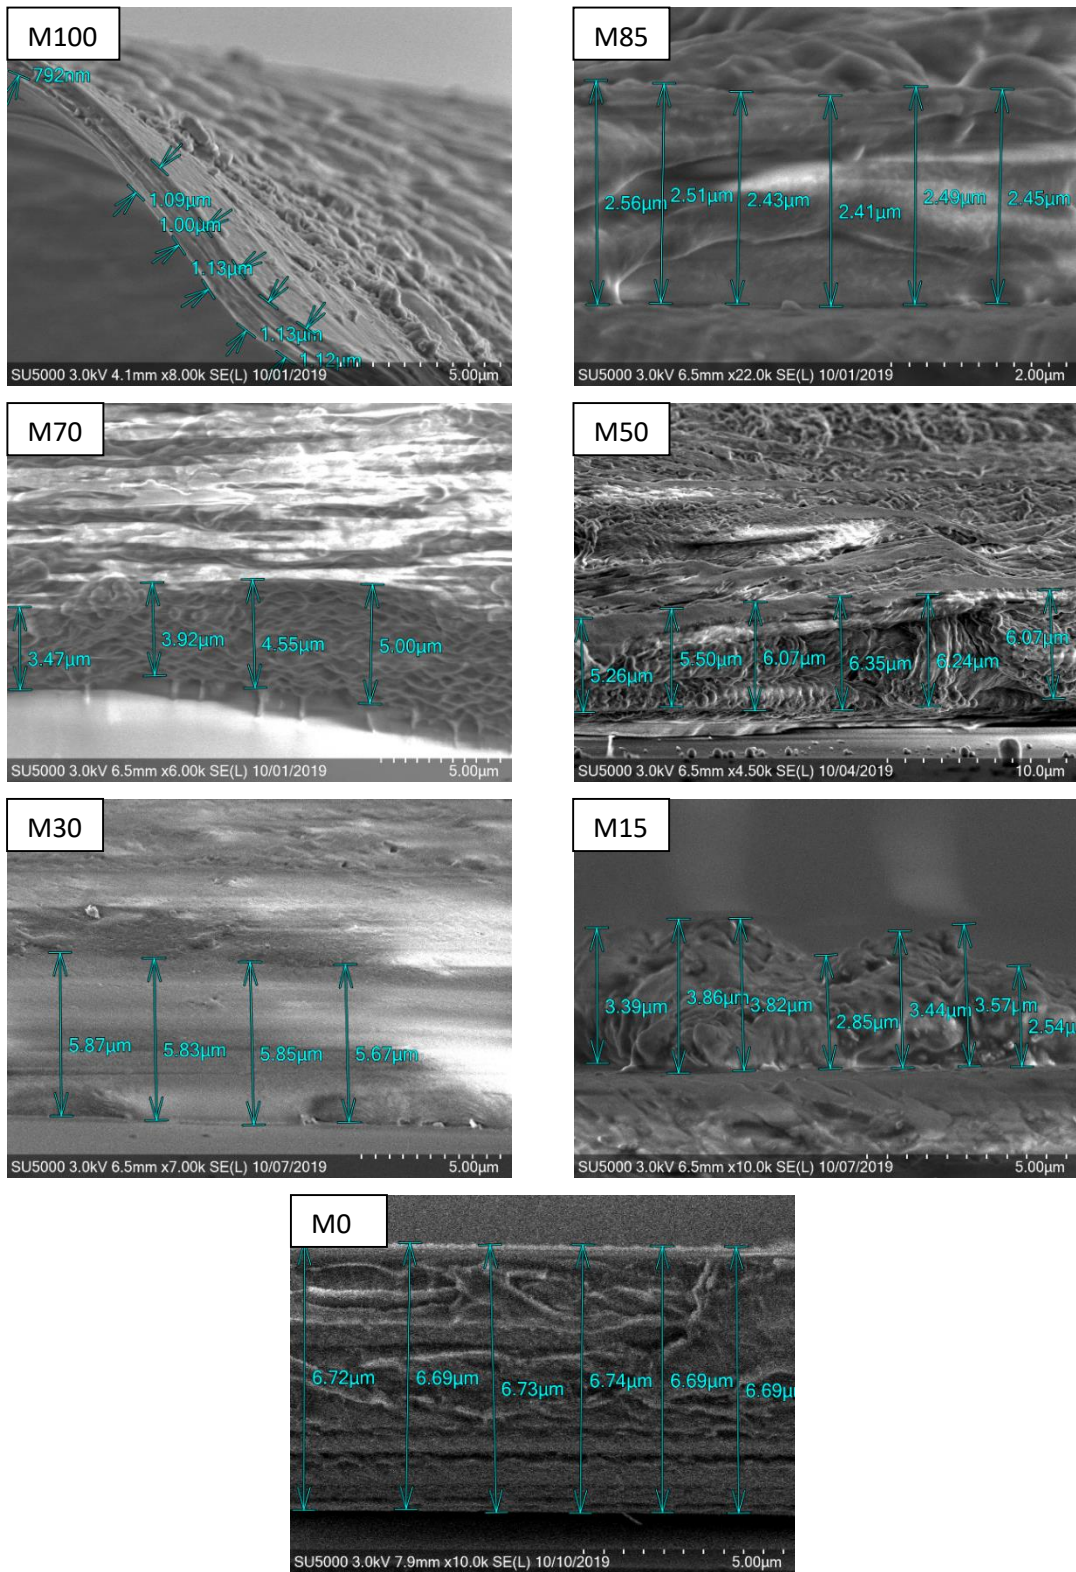 M100
792nm
1.09µm
1.00µm
1.13µm
1.13µm
1.12µm
SU5000 3.0kV 4.1mm x8.00k SE(L) 10/01/2019 5.00µm
M85
2.56µm 2.51µm 2.43µm 2.41µm 2.49µm 2.45µm
SU5000 3.0kV 6.5mm x22.0k SE(L) 10/01/2019 2.00µm
M70
3.47µm 3.92µm 4.55µm 5.00µm
SU5000 3.0kV 6.5mm x6.00k SE(L) 10/01/2019 5.00µm
M50
5.26µm 5.50µm 6.07µm 6.35µm 6.24µm 6.07µm
SU5000 3.0kV 6.5mm x4.50k SE(L) 10/04/2019 10.0µm
M30
5.87µm 5.83µm 5.85µm 5.67µm
SU5000 3.0kV 6.5mm x7.00k SE(L) 10/07/2019 5.00µm
M15
3.39µm 3.86µm 3.82µm 2.85µm 3.44µm 3.57µm 2.54µ
SU5000 3.0kV 6.5mm x10.0k SE(L) 10/07/2019 5.00µm
M0
6.72µm 6.69µm 6.73µm 6.74µm 6.69µm 6.69µ
SU5000 3.0kV 7.9mm x10.0k SE(L) 10/10/2019 5.00µm